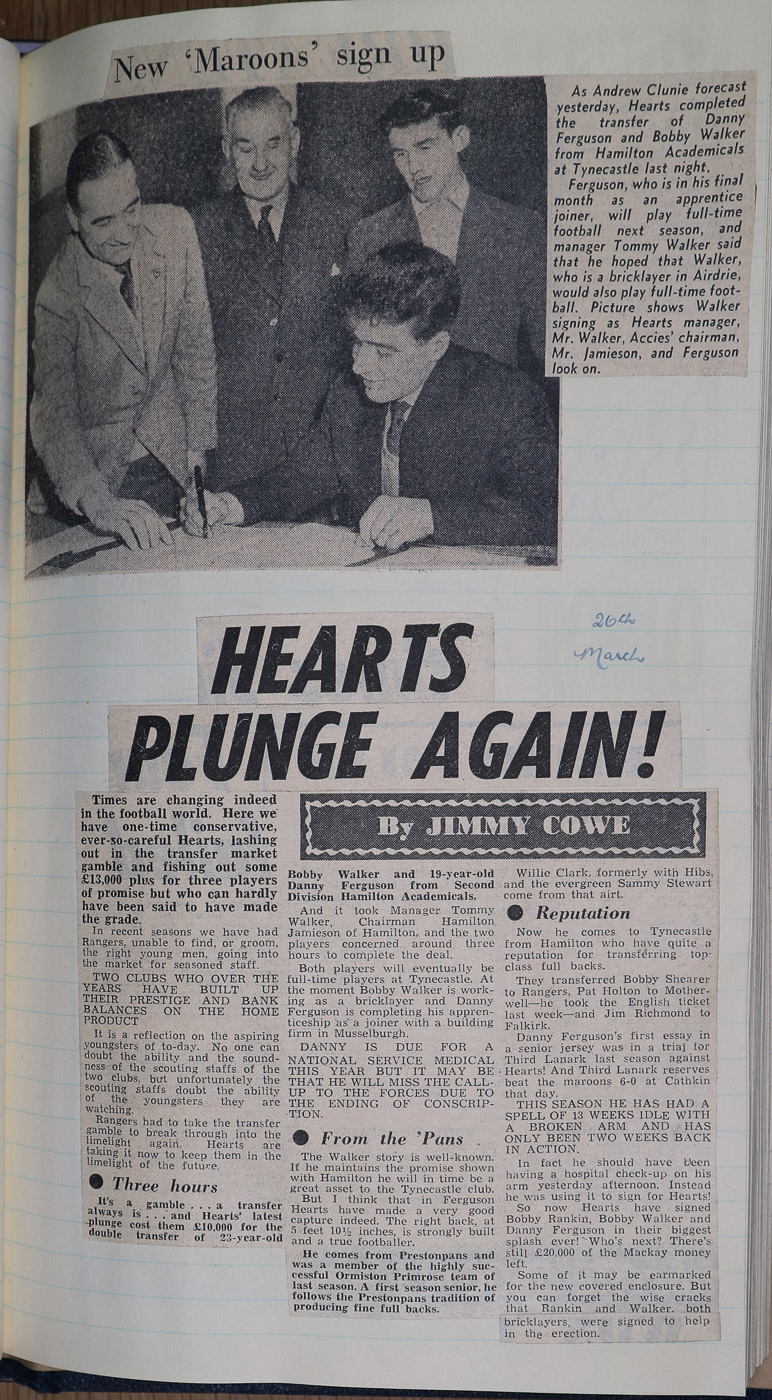 New 'Maroons' sign up
As Andrew Clunie forecast
yesterday, Hearts completed
the transfer of Danny
Ferguson and Bobby Walker
from Hamilton Academicals
at Tynecastle last night.
Ferguson, who is in his final
month as an apprentice
joiner, will play full-time
football next season, and
manager Tommy Walker said
that he hoped that Walker,
who is a bricklayer in Airdrie,
would also play full-time foot-
ball. Picture shows Walker
signing as Hearts manager,
Mr. Walker, Accies' chairman,
Mr. Jamieson, and Ferguson
look on.
26th
March
HEARTS
PLUNGE AGAIN!
By JIMMY COWE
Times are changing indeed
in the football world. Here we
have one-time conservative,
ever-so-careful Hearts, lashing
out in the transfer market
gamble and fishing out some
£13,000 plus for three players
of promise but who can hardly
have been said to have made
the grade.
In recent seasons we have had
Rangers, unable to find, or groom,
the right young men, going into
the market for seasoned staff.
TWO CLUBS WHO OVER THE
YEARS HAVE BUILT UP
THEIR PRESTIGE AND BANK
BALANCES ON THE HOME
PRODUCT
It is a reflection on the aspiring
youngsters of to-day. No one can
doubt the ability and the sound-
ness of the scouting staffs of the
two clubs, but unfortunately the
scouting staffs doubt the ability
of the youngsters they are
watching.
Rangers had to take the transfer
gamble to break through into the
limelight again. Hearts are
taking it now to keep them in the
limelight of the future.
● Three hours
It's a gamble . . . a transfer
always is . . . and Hearts' latest
plunge cost them £10,000 for the
double transfer of 23-year-old
Bobby Walker and 19-year-old
Danny Ferguson from Second
Division Hamilton Academicals.
And it took Manager Tommy
Walker, Chairman Hamilton
Jamieson of Hamilton, and the two
players concerned around three
hours to complete the deal.
Both players will eventually be
full-time players at Tynecastle. At
the moment Bobby Walker is work-
ing as a bricklayer and Danny
Ferguson is completing his appren-
ticeship as a joiner with a building
firm in Musselburgh.
DANNY IS DUE FOR A
NATIONAL SERVICE MEDICAL
THIS YEAR BUT IT MAY BE
THAT HE WILL MISS THE CALL-
UP TO THE FORCES DUE TO
THE ENDING OF CONSCRIP-
TION.
● From the 'Pans
The Walker story is well-known.
If he maintains the promise shown
with Hamilton he will in time be a
great asset to the Tynecastle club.
But I think that in Ferguson
Hearts have made a very good
capture indeed. The right back, at
5 feet 10½ inches, is strongly built
and a true footballer.
He comes from Prestonpans and
was a member of the highly suc-
cessful Ormiston Primrose team of
last season. A first season senior, he
follows the Prestonpans tradition of
producing fine full backs.
Willie Clark, formerly with Hibs,
and the evergreen Sammy Stewart
come from that airt.
● Reputation
Now he comes to Tynecastle
from Hamilton who have quite a
reputation for transferring top-
class full backs.
They transferred Bobby Shearer
to Rangers, Pat Holton to Mother-
well—he took the English ticket
last week—and Jim Richmond to
Falkirk.
Danny Ferguson's first essay in
a senior jersey was in a trial for
Third Lanark last season against
Hearts! And Third Lanark reserves
beat the maroons 6-0 at Cathkin
that day.
THIS SEASON HE HAS HAD A
SPELL OF 13 WEEKS IDLE WITH
A BROKEN ARM AND HAS
ONLY BEEN TWO WEEKS BACK
IN ACTION.
In fact he should have been
having a hospital check-up on his
arm yesterday afternoon. Instead
he was using it to sign for Hearts!
So now Hearts have signed
Bobby Rankin, Bobby Walker and
Danny Ferguson in their biggest
splash ever! Who's next? There's
still £20,000 of the Mackay money
left.
Some of it may be earmarked
for the new covered enclosure. But
you can forget the wise cracks
that Rankin and Walker, both
bricklayers, were signed to help
in the erection.